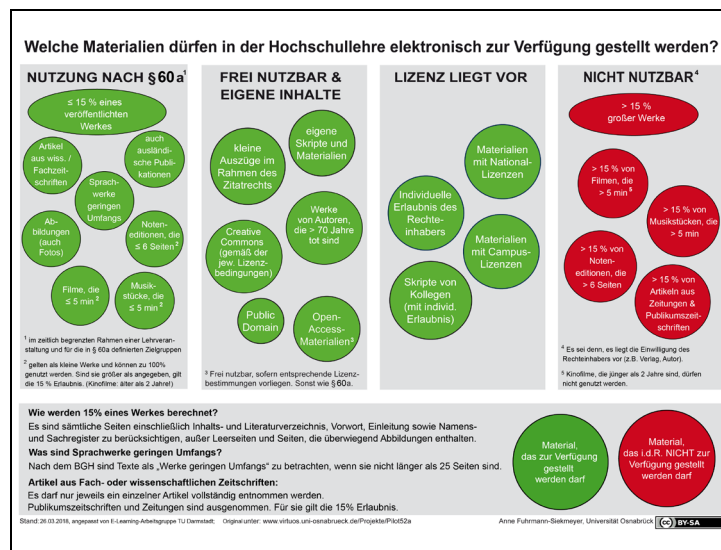 Welche Materialien dürfen in der Hochschullehre elektronisch zur Verfügung gestellt werden?
NUTZUNG NACH § 60a¹
≤ 15 % eines
veröffentlichten
Werkes
Artikel
aus wiss. /
Fachzeit-
schriften
auch
ausländi-
sche Publi-
kationen
Sprach-
werke
geringen
Umfangs
Ab-
bildungen
(auch
Fotos)
Noten-
editionen, die
≤ 6 Seiten ²
Filme, die
≤ 5 min ²
Musik-
stücke, die
≤ 5 min ²
¹ im zeitlich begrenzten Rahmen einer Lehrveran-
staltung und für die in § 60a definierten Zielgruppen
² gelten als kleine Werke und können zu 100%
genutzt werden. Sind sie größer als angegeben, gilt
die 15 % Erlaubnis. (Kinofilme: älter als 2 Jahre!)
FREI NUTZBAR &
EIGENE INHALTE
kleine
Auszüge im
Rahmen des
Zitatrechts
eigene
Skripte und
Materialien
Werke
von Autoren,
die > 70 Jahre
tot sind
Creative
Commons
(gemäß der
jew. Lizenz-
bedingungen)
Public
Domain
Open-
Access-
Materialien³
³ Frei nutzbar, sofern entsprechende Lizenz-
bestimmungen vorliegen. Sonst wie § 60a.
LIZENZ LIEGT VOR
Materialien
mit National-
Lizenzen
Individuelle
Erlaubnis des
Rechte-
inhabers
Materialien
mit Campus-
Lizenzen
Skripte von
Kollegen
(mit individ.
Erlaubnis)
NICHT NUTZBAR⁴
> 15 %
großer Werke
> 15 % von
Filmen, die
> 5 min⁵
> 15 % von
Musikstücken, die
> 5 min
> 15 % von
Noten-
editionen, die
> 6 Seiten
> 15 % von
Artikeln aus
Zeitungen &
Publikumszeit-
schriften
⁴ Es sei denn, es liegt die Einwilligung des
Rechteinhabers vor (z.B. Verlag, Autor).
⁵ Kinofilme, die jünger als 2 Jahre sind, dürfen
nicht genutzt werden.
Wie werden 15% eines Werkes berechnet?
Es sind sämtliche Seiten einschließlich Inhalts- und Literaturverzeichnis, Vorwort, Einleitung sowie Namens-
und Sachregister zu berücksichtigen, außer Leerseiten und Seiten, die überwiegend Abbildungen enthalten.
Was sind Sprachwerke geringen Umfangs?
Nach dem BGH sind Texte als „Werke geringen Umfangs“ zu betrachten, wenn sie nicht länger als 25 Seiten sind.
Artikel aus Fach- oder wissenschaftlichen Zeitschriften:
Es darf nur jeweils ein einzelner Artikel vollständig entnommen werden.
Publikumszeitschriften und Zeitungen sind ausgenommen. Für sie gilt die 15% Erlaubnis.
Material,
das zur Verfügung
gestellt
werden darf
Material,
das i.d.R. NICHT zur
Verfügung gestellt
werden darf
Stand: 26.03.2018, angepasst von E-Learning-Arbeitsgruppe TU Darmstadt; Original unter: www.virtuos.uni-osnabrueck.de/Projekte/Pilot52a
Anne Fuhrmann-Siekmeyer, Universität Osnabrück
cc BY-SA